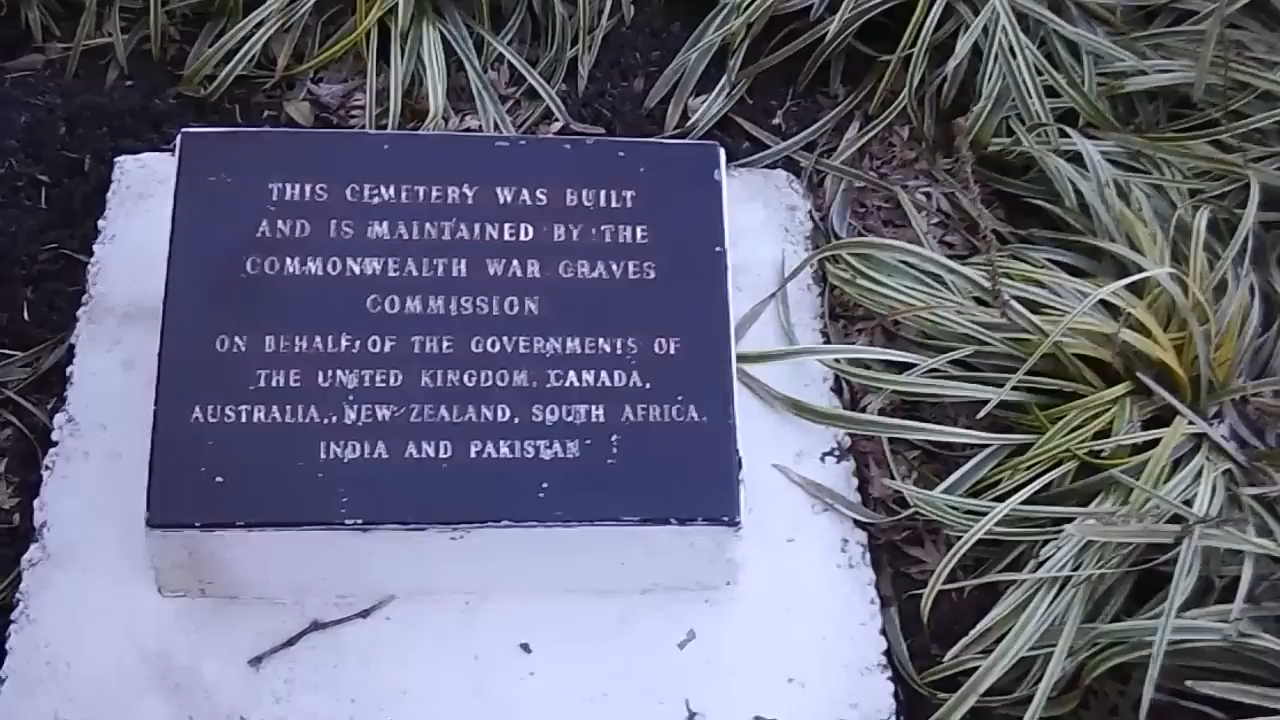 THIS CEMETERY WAS BUILT
AND IS MAINTAINED BY THE
COMMONWEALTH WAR GRAVES
COMMISSION
ON BEHALF OF THE GOVERNMENTS OF
THE UNITED KINGDOM, CANADA,
AUSTRALIA, NEW ZEALAND, SOUTH AFRICA,
INDIA AND PAKISTAN